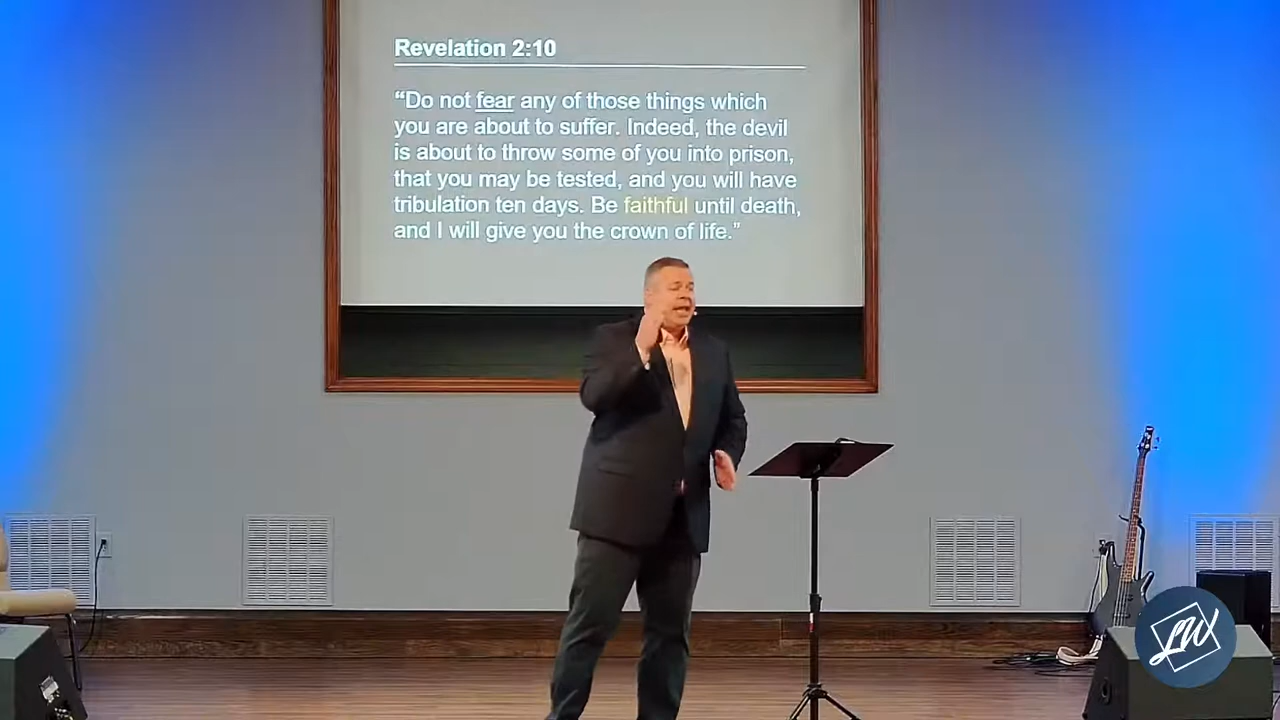 Revelation 2:10
“Do not fear any of those things which
you are about to suffer. Indeed, the devil
is about to throw some of you into prison,
that you may be tested, and you will have
tribulation ten days. Be faithful until death,
and I will give you the crown of life.”
LW